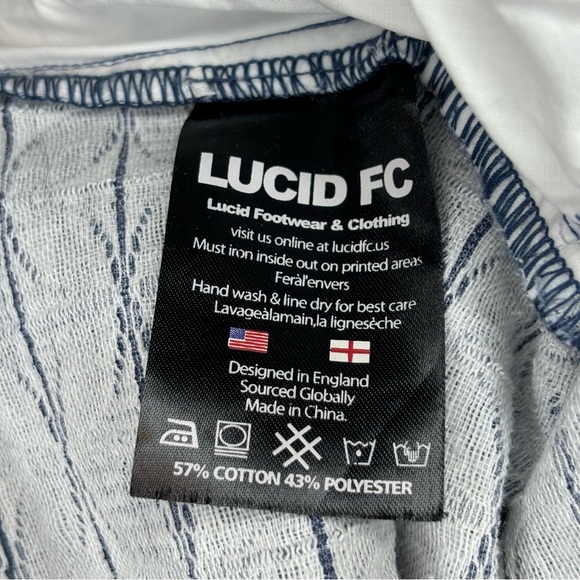 LUCID FC
Lucid Footwear & Clothing
visit us online at lucidfc.us
Must iron inside out on printed areas
Feràl'envers
Hand wash & line dry for best care
Lavageàlamain,la lignesèche
Designed in England
Sourced Globally
Made in China.
57% COTTON 43% POLYESTER